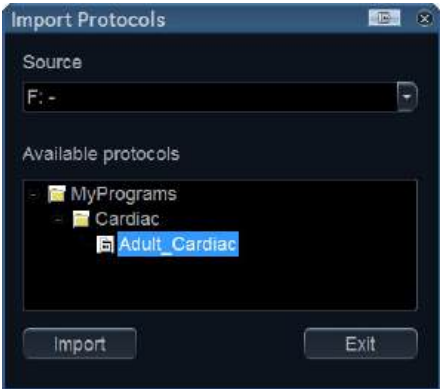 Import Protocols
Source
F: -
Available protocols
MyPrograms
Cardiac
Adult_Cardiac
Import
Exit